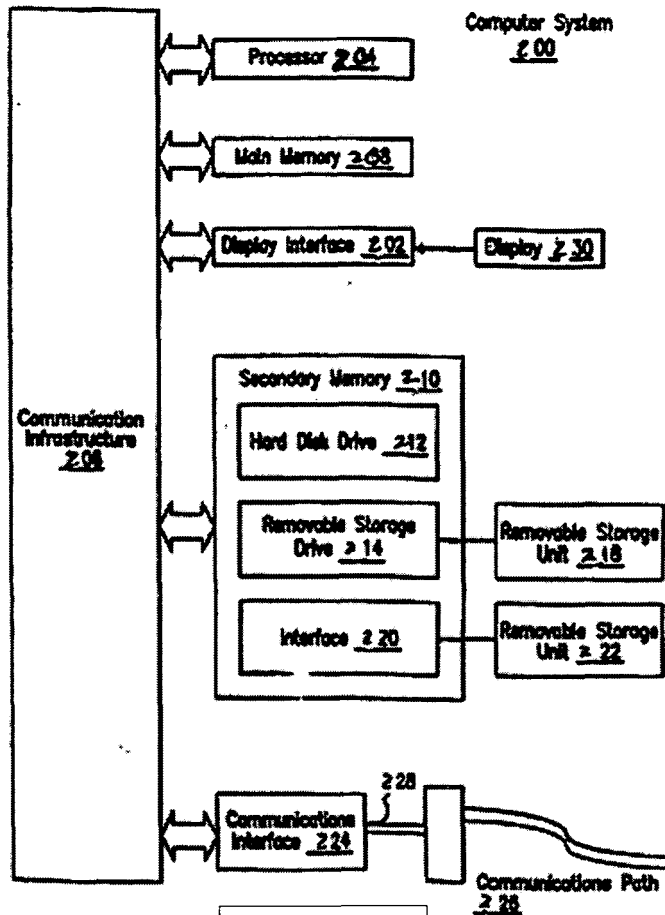 Computer System
200
Processor 204
Main Memory 208
Display Interface 202
Display 230
Secondary Memory 210
Hard Disk Drive 212
Communication
Infrastructure
206
Removable Storage
Drive 214
Removable Storage
Unit 218
Interface 220
Removable Storage
Unit 222
228
Communications
Interface 224
Communications Path
226